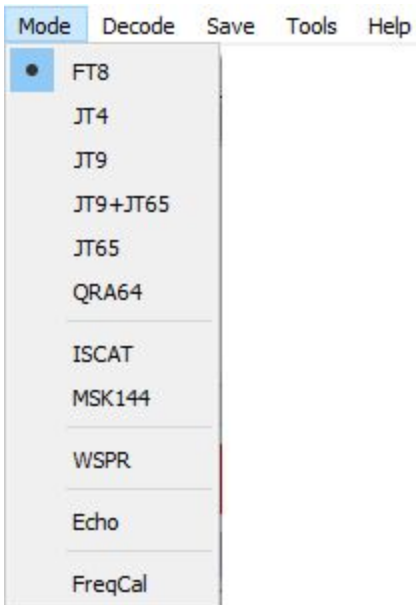 Mode Decode Save Tools Help
FT8
JT4
JT9
JT9+JT65
JT65
QRA64
ISCAT
MSK144
WSPR
Echo
FreqCal